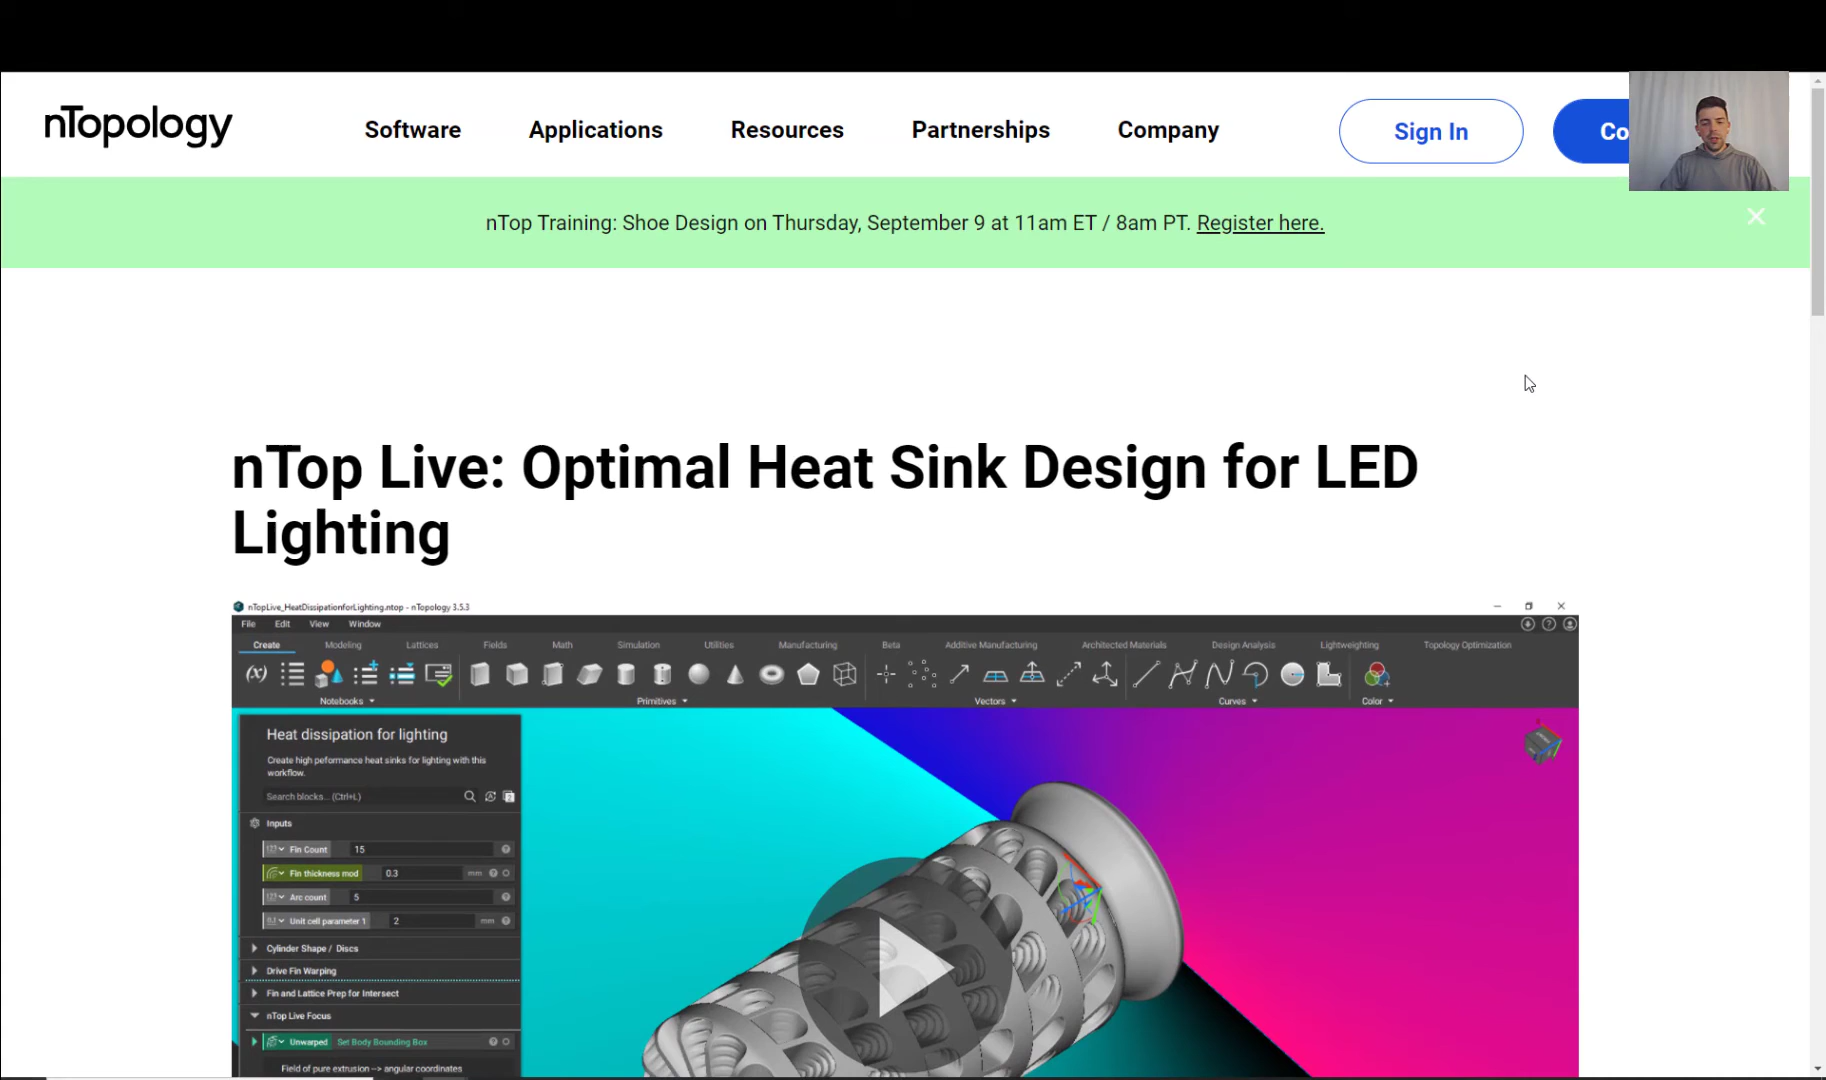 nTopology
Software
Applications
Resources
Partnerships
Company
Sign In
Co
nTop Training: Shoe Design on Thursday, September 9 at 11am ET / 8am PT. Register here.
nTop Live: Optimal Heat Sink Design for LED
Lighting
nTopLive_HeatDissipationforLighting.ntop - nTopology 3.5.3
File Edit View Window
Create Modeling Lattices Fields Math Simulation Utilities Manufacturing Beta Additive Manufacturing Architected Materials Design Analysis Lightweighting Topology Optimization
(x)
Notebooks Primitives Vectors Curves Color
Heat dissipation for lighting
Create high peformance heat sinks for lighting with this
workflow.
Search blocks... (Ctrl+L)
Inputs
123 Fin Count 15
Fin thickness mod 0.3 mm
123 Arc count 5
Unit cell parameter 1 2 mm
Cylinder Shape / Discs
Drive Fin Warping
Fin and Lattice Prep for Intersect
nTop Live Focus
Unwarped Set Body Bounding Box
Field of pure extrusion --> angular coordinates